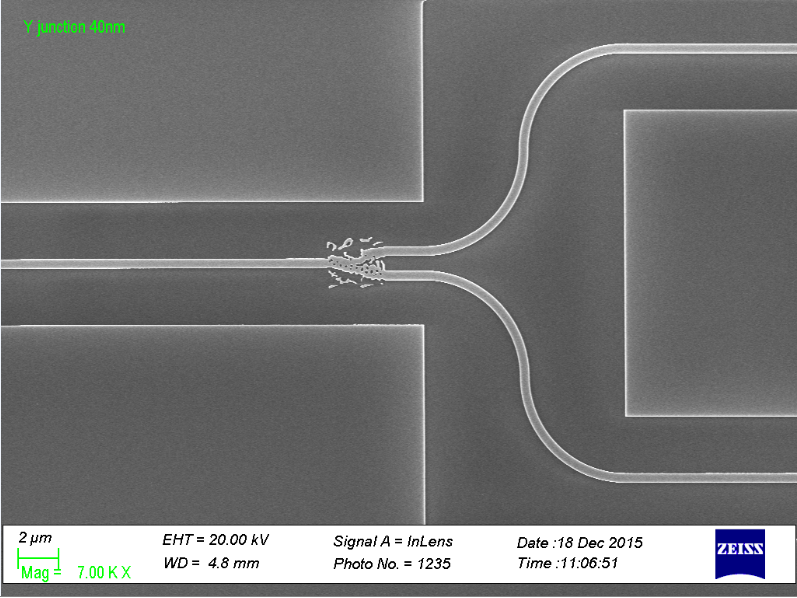 Y junction 40nm
2 µm
Mag = 7.00 K X
EHT = 20.00 kV
WD = 4.8 mm
Signal A = InLens
Photo No. = 1235
Date :18 Dec 2015
Time :11:06:51
ZEISS